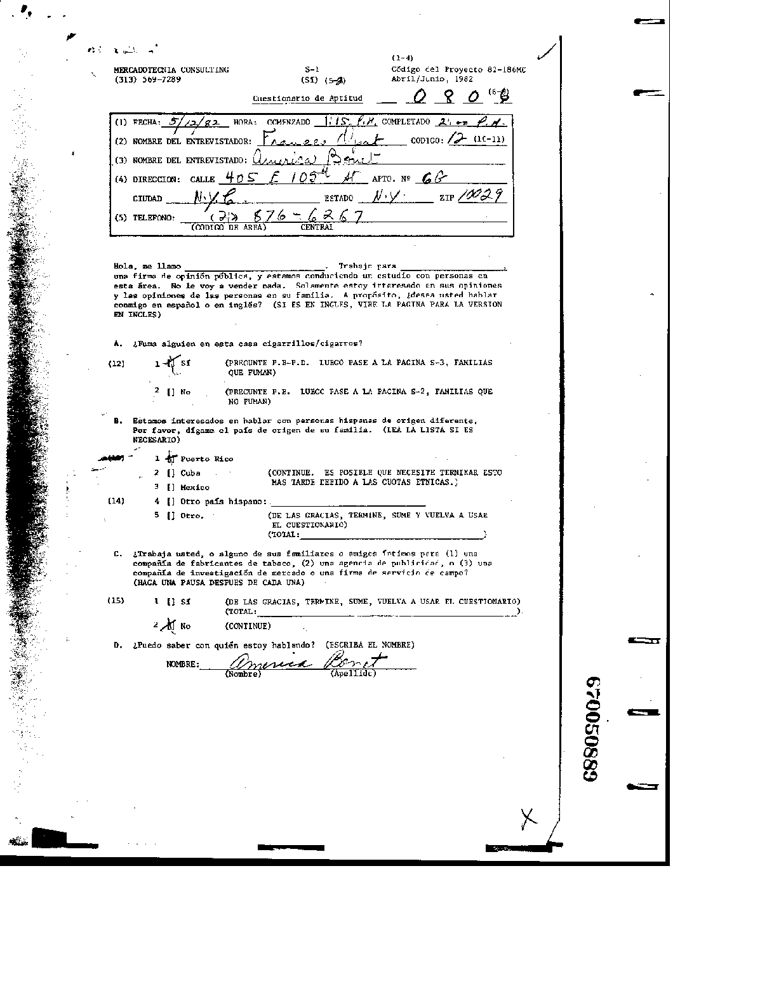 (1-4)
MERCADOTECNIA CONSULTING S-1 Código del Proyecto 82-186MC
(313) 569-7289 (SI) (5-) Abril/Junio, 1982
Cuestionario de Aptitud 0 8 0 (6-
(1) FECHA: 5/12/82 HORA: COMENZADO 1:15 P.M. COMPLETADO P.M.
(2) NOMBRE DEL ENTREVISTADOR: Frances CODIGO: 12 (10-11)
(3) NOMBRE DEL ENTREVISTADO: America Bonet
(4) DIRECCION: CALLE 405 E 105th St APTO. Nº 6G
CIUDAD N.Y.C. ESTADO N.Y. ZIP 10029
(5) TELEFONO: (212) 876-6267
(CODIGO DE AREA) CENTRAL
Hola, me llamo . Trabajo para ,
una firma de opinión pública, y estamos conduciendo un estudio con personas en
esta área. No le voy a vender nada. Solamente estoy interesado en sus opiniones
y las opiniones de las personas en su familia. A propósito, ¿desea usted hablar
conmigo en español o en inglés? (SI ES EN INGLES, VIRE LA PAGINA PARA LA VERSION
EN INGLES)
A. ¿Fuma alguien en esta casa cigarrillos/cigarros?
(12) 1 [] Sí (PREGUNTE P.B-P.D. LUEGO PASE A LA PAGINA S-3, FAMILIAS
QUE FUMAN)
2 [] No (PREGUNTE P.B. LUEGO PASE A LA PAGINA S-2, FAMILIAS QUE
NO FUMAN)
B. Estamos interesados en hablar con personas hispanas de origen diferente.
Por favor, dígame el país de origen de su familia. (LEA LA LISTA SI ES
NECESARIO)
1 [] Puerto Rico
2 [] Cuba (CONTINUE. ES POSIBLE QUE NECESITE TERMINAR ESTO
3 [] Mexico MAS TARDE DEBIDO A LAS CUOTAS ETNICAS.)
(14) 4 [] Otro país hispano:
5 [] Otro. (DE LAS GRACIAS, TERMINE, SUME Y VUELVA A USAR
EL CUESTIONARIO)
(TOTAL: )
C. ¿Trabaja usted, o alguno de sus familiares o amigos íntimos para (1) una
compañía de fabricantes de tabaco, (2) una agencia de publicidad, o (3) una
compañía de investigación de mercado o una firma de servicio de campo?
(HAGA UNA PAUSA DESPUES DE CADA UNA)
(15) 1 [] Sí (DE LAS GRACIAS, TERMINE, SUME, VUELVA A USAR EL CUESTIONARIO)
(TOTAL: ).
2 [] No (CONTINUE)
D. ¿Puedo saber con quién estoy hablando? (ESCRIBA EL NOMBRE)
NOMBRE: America Bonet
(Nombre) (Apellido)
670050889